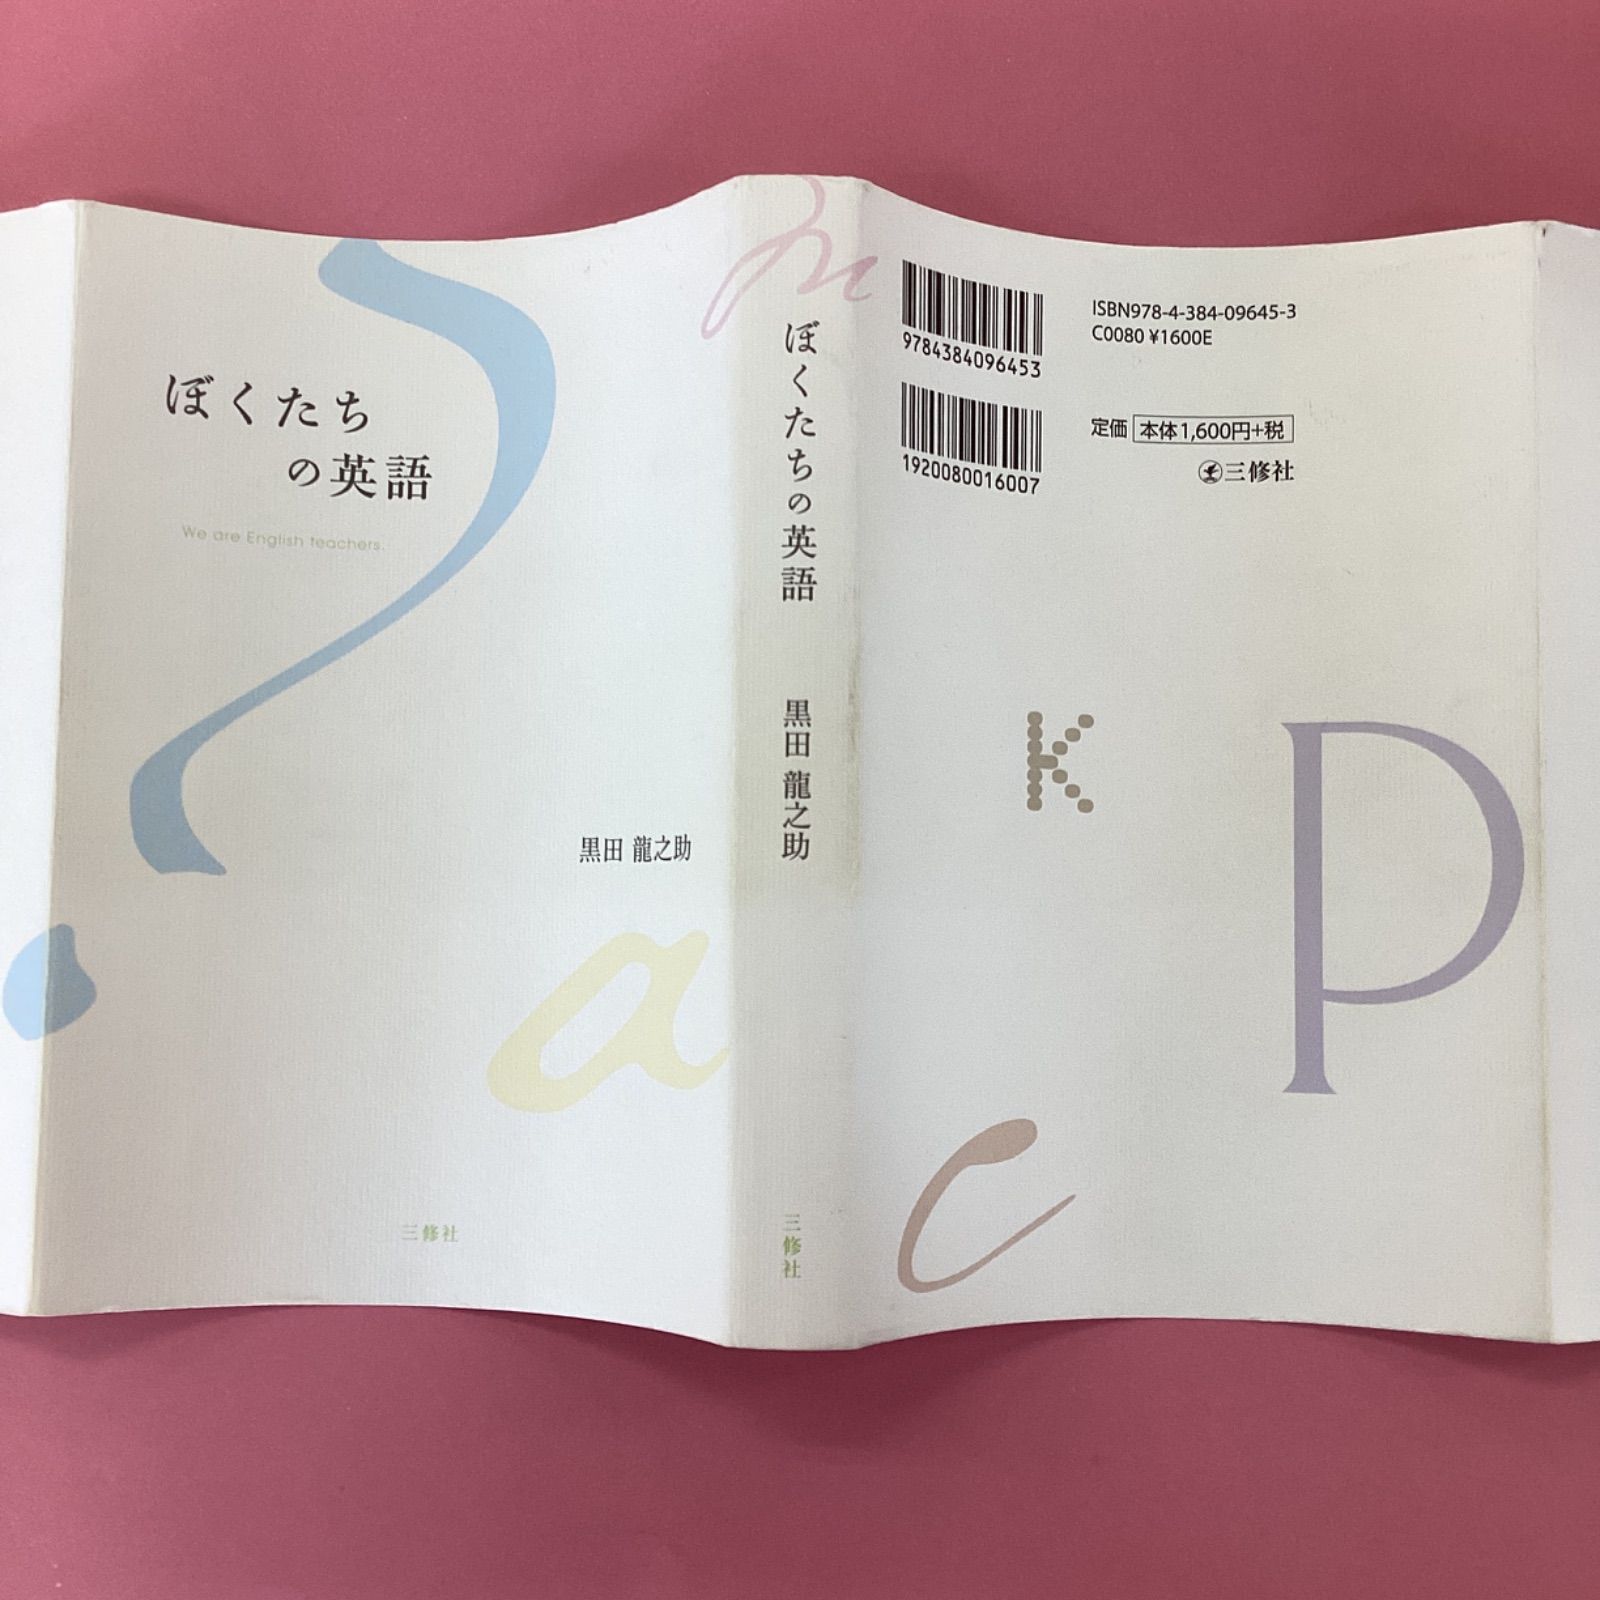 ぼくたち
の英語
We are English teachers.
黒田 龍之助
三修社
ぼくたちの英語
黒田 龍之助
三修社
9784384096453
ISBN978-4-384-09645-3
C0080 ¥1600E
1920080016007
定価 本体1,600円+税
三修社
m
a
K
P
c